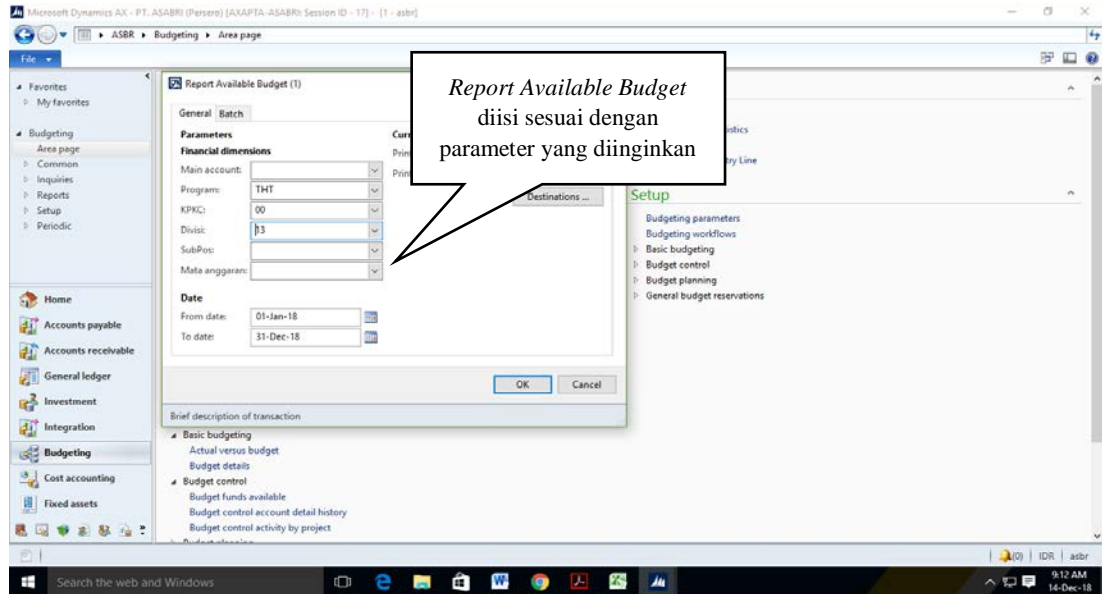 Microsoft Dynamics AX - PT. ASABRI (Persero) [AXAPTA-ASABRI: Session ID - 17] - [1 - asbr]
ASBR Budgeting Area page
File
Favorites
My favorites
Budgeting
Area page
Common
Inquiries
Reports
Setup
Periodic
Home
Accounts payable
Accounts receivable
General ledger
Investment
Integration
Budgeting
Cost accounting
Fixed assets
Report Available Budget (1)
General Batch
Parameters
Financial dimensions
Main account:
Program: THT
KPKC: 00
Divisi: 13
SubPos:
Mata anggaran:
Date
From date: 01-Jan-18
To date: 31-Dec-18
Destinations ...
OK Cancel
Brief description of transaction
Report Available Budget
diisi sesuai dengan
parameter yang diinginkan
Setup
Budgeting parameters
Budgeting workflows
Basic budgeting
Budget control
Budget planning
General budget reservations
Basic budgeting
Actual versus budget
Budget details
Budget control
Budget funds available
Budget control account detail history
Budget control activity by project
(0) IDR asbr
Search the web and Windows
9:12 AM
14-Dec-18